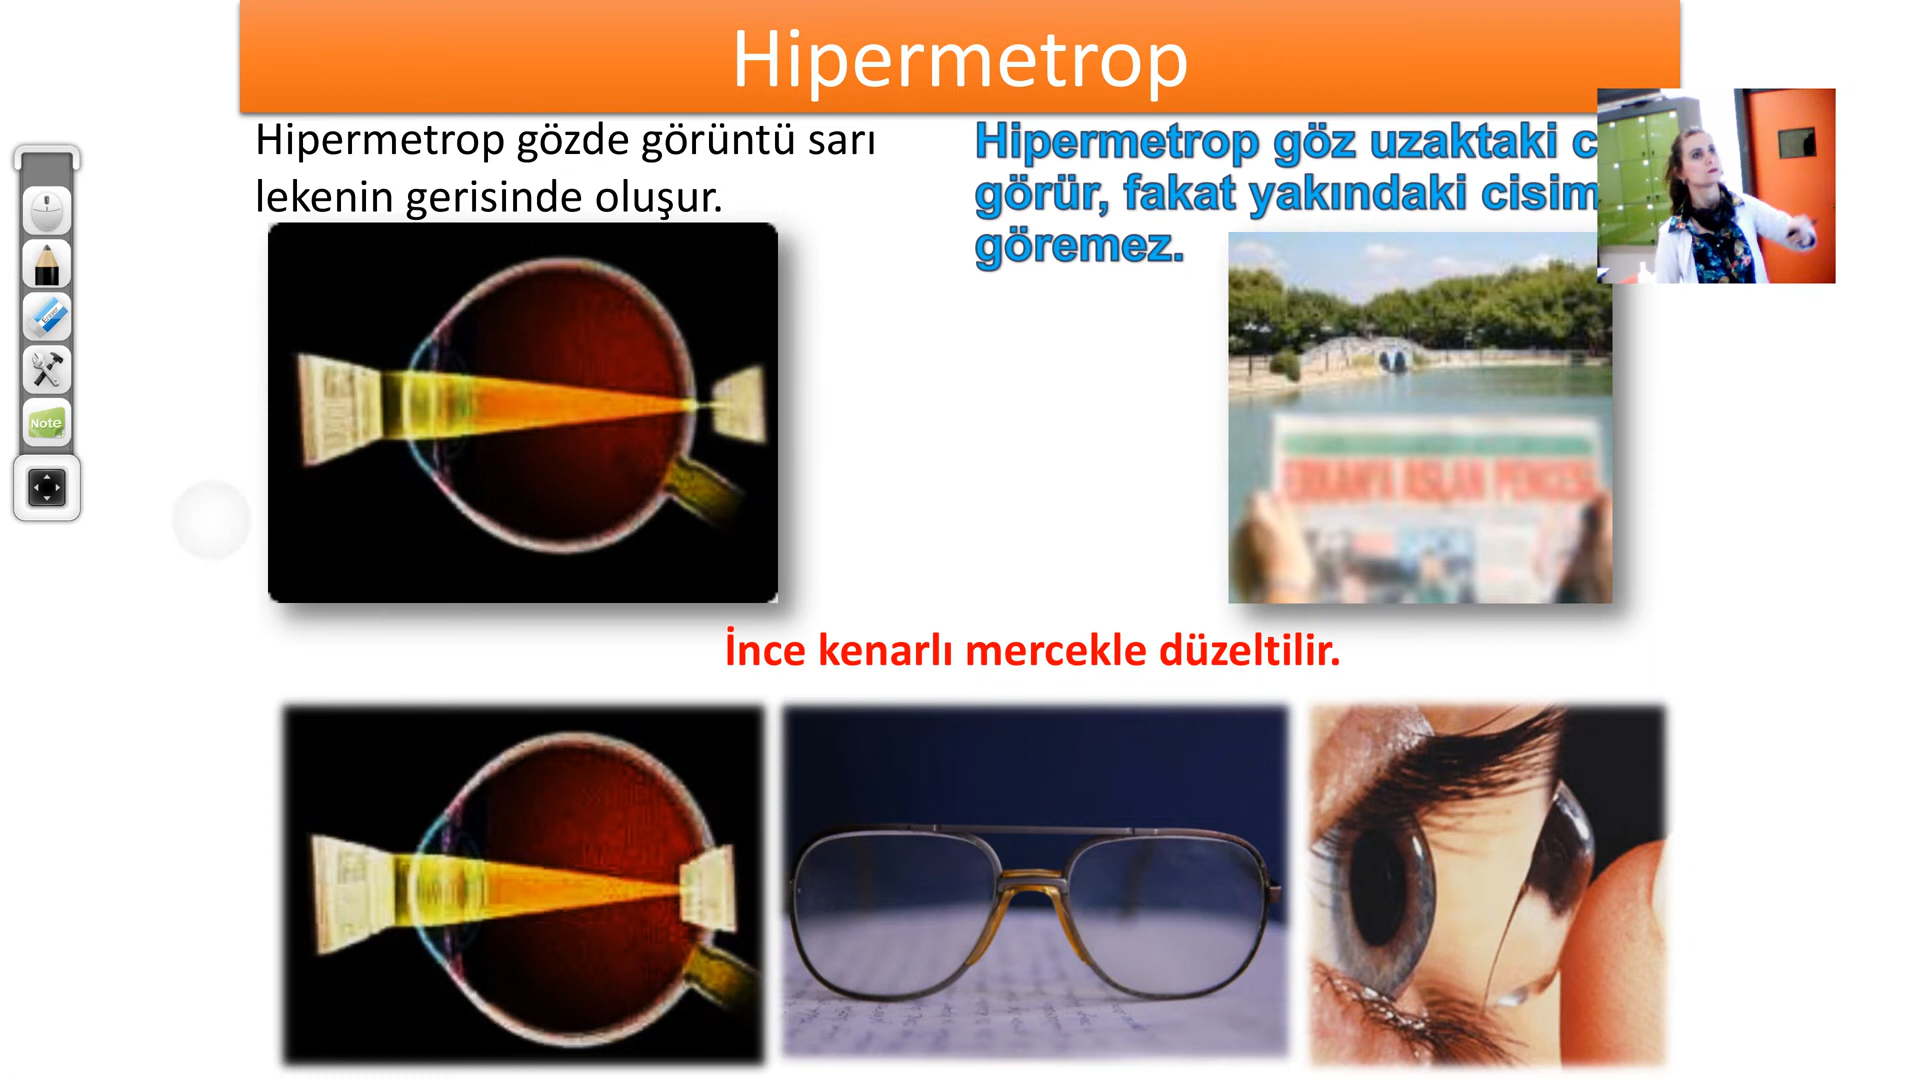 Hipermetrop
Hipermetrop gözde görüntü sarı
lekenin gerisinde oluşur.
Hipermetrop göz uzaktaki c
görür, fakat yakındaki cisim
göremez.
Note
İnce kenarlı mercekle düzeltilir.